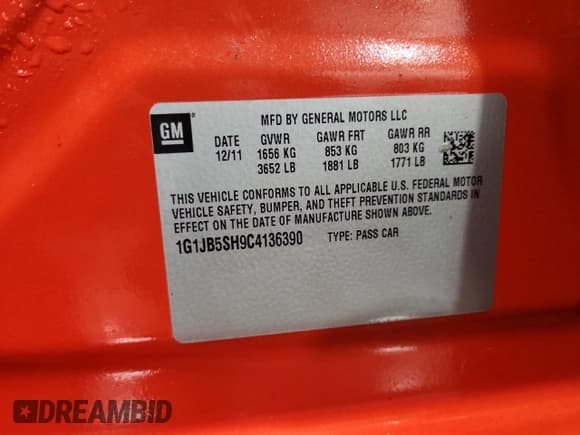 GM
MFD BY GENERAL MOTORS LLC
DATE GVWR GAWR FRT GAWR RR
12/11 1656 KG 853 KG 803 KG
3652 LB 1881 LB 1771 LB
THIS VEHICLE CONFORMS TO ALL APPLICABLE U.S. FEDERAL MOTOR
VEHICLE SAFETY, BUMPER, AND THEFT PREVENTION STANDARDS IN
EFFECT ON THE DATE OF MANUFACTURE SHOWN ABOVE.
1G1JB5SH9C4136390 TYPE: PASS CAR
DREAMBID